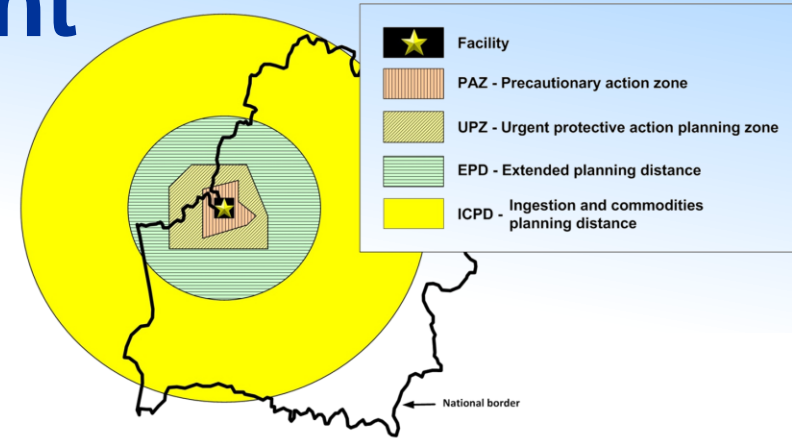 Facility
PAZ - Precautionary action zone
UPZ - Urgent protective action planning zone
EPD - Extended planning distance
ICPD - Ingestion and commodities
planning distance
National border